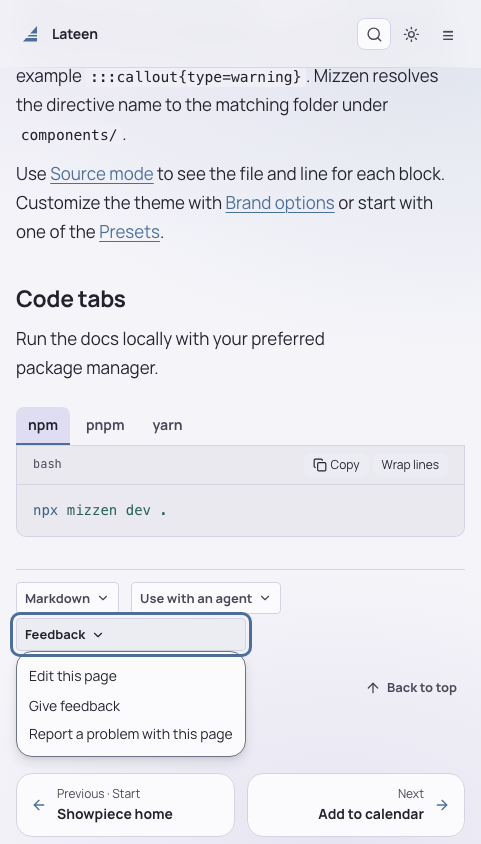 Lateen
example :::callout{type=warning} . Mizzen resolves
the directive name to the matching folder under
components/ .
Use Source mode to see the file and line for each block.
Customize the theme with Brand options or start with
one of the Presets.
Code tabs
Run the docs locally with your preferred
package manager.
npm pnpm yarn
bash Copy Wrap lines
npx mizzen dev .
Markdown Use with an agent
Feedback
Edit this page
Give feedback
Report a problem with this page
Back to top
Previous · Start
Showpiece home
Next
Add to calendar